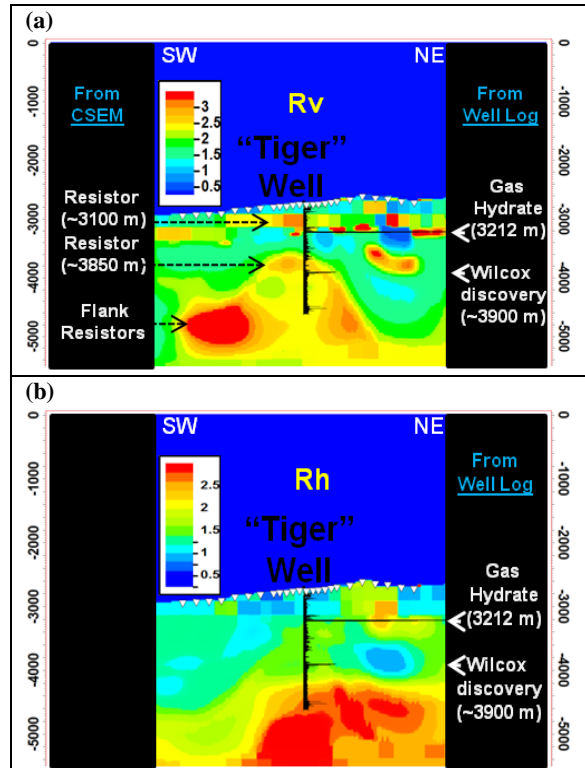 (a)
SW
NE
From
CSEM
Rv
From
Well Log
3
2.5
2
1.5
1
0.5
"Tiger"
Well
Resistor
(~3100 m)
Resistor
(~3850 m)
Flank
Resistors
Gas
Hydrate
(3212 m)
Wilcox
discovery
(~3900 m)
0
-1000
-2000
-3000
-4000
-5000
0
-1000
-2000
-3000
-4000
-5000
(b)
SW
NE
Rh
From
Well Log
2.5
2
1.5
1
0.5
"Tiger"
Well
Gas
Hydrate
(3212 m)
Wilcox
discovery
(~3900 m)
0
-1000
-2000
-3000
-4000
-5000
0
-1000
-2000
-3000
-4000
-5000